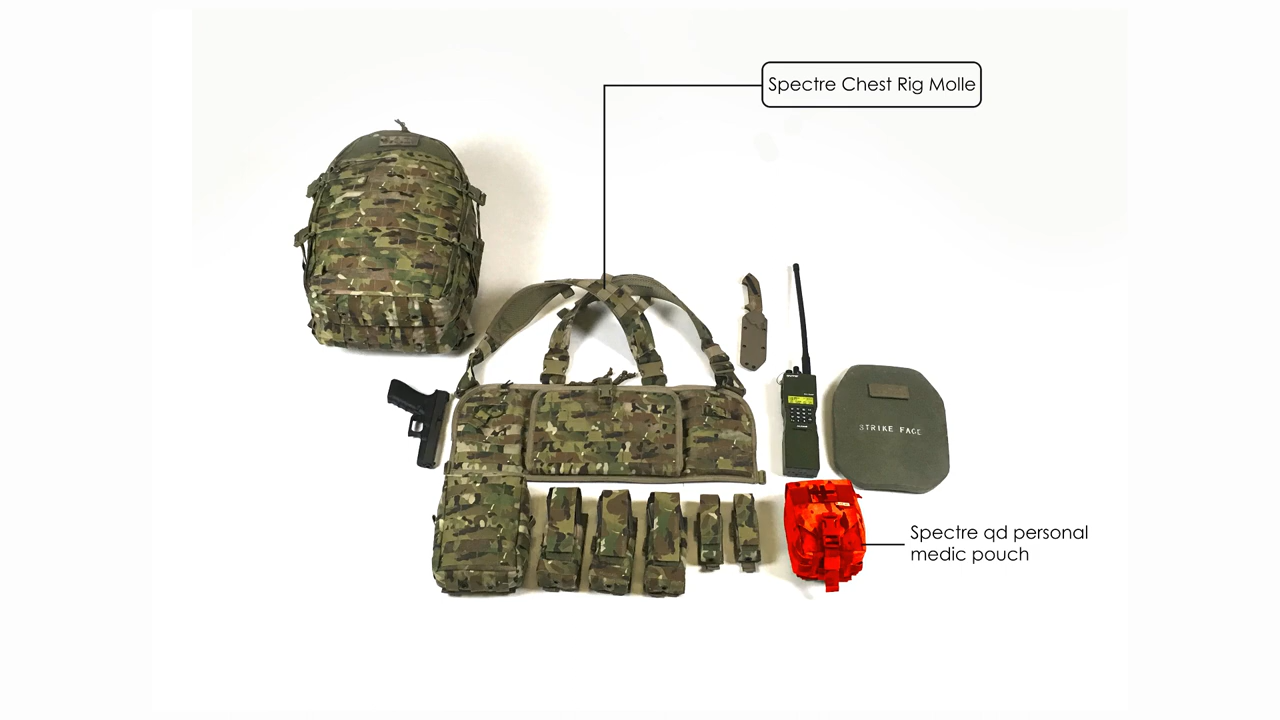 Spectre Chest Rig Molle
STRIKE FACE
Spectre qd personal
medic pouch